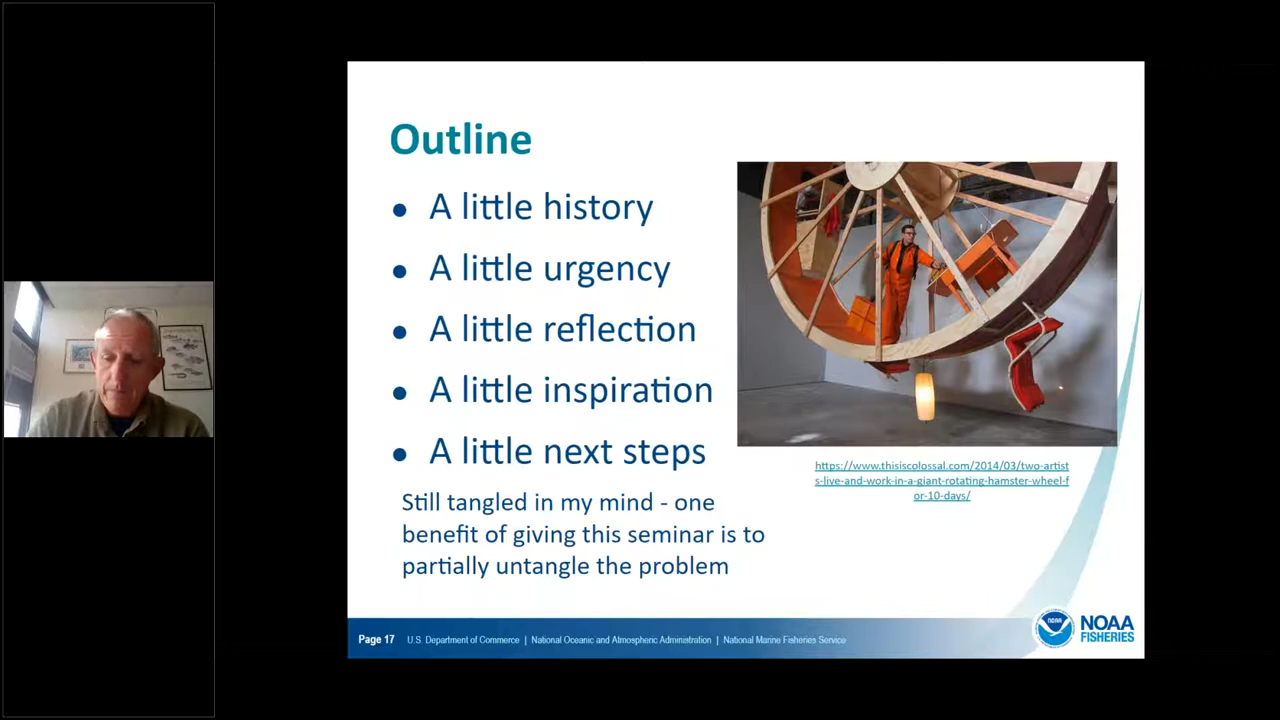 Outline
● A little history
● A little urgency
● A little reflection
● A little inspiration
● A little next steps
Still tangled in my mind - one
benefit of giving this seminar is to
partially untangle the problem
https://www.thisiscolossal.com/2014/03/two-artist
s-live-and-work-in-a-giant-rotating-hamster-wheel-f
or-10-days/
Page 17 U.S. Department of Commerce | National Oceanic and Atmospheric Administration | National Marine Fisheries Service
NOAA
NOAA
FISHERIES